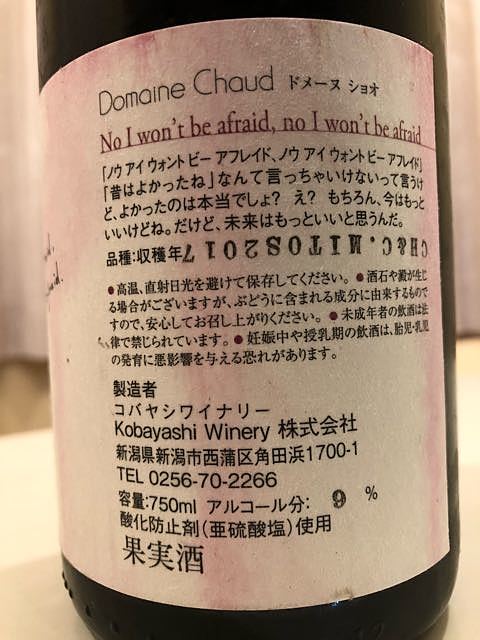 Domaine Chaud ドメーヌ ショオ
No I won't be afraid, no I won't be afraid
「ノウ アイ ウォント ビー アフレイド、ノウ アイ ウォント ビー アフレイド」
「昔はよかったね」なんて言っちゃいけないって言うけ
ど、よかったのは本当でしょ? え? もちろん、今はもっと
いいけどね。だけど、未来はもっといいと思うんだ。
品種:収穫年 CH&C.MITOS2017
●高温、直射日光を避けて保存してください。 ●酒石や澱が生じ
る場合がございますが、ぶどうに含まれる成分に由来するもので
すので、安心してお召し上がりください。 ●未成年者の飲酒は法
律で禁じられています。 ●妊娠中や授乳期の飲酒は、胎児・乳児
の発育に悪影響を与える恐れがあります。
製造者
コバヤシワイナリー
Kobayashi Winery 株式会社
新潟県新潟市西蒲区角田浜1700-1
TEL 0256-70-2266
容量:750ml アルコール分: 9 %
酸化防止剤(亜硫酸塩)使用
果実酒